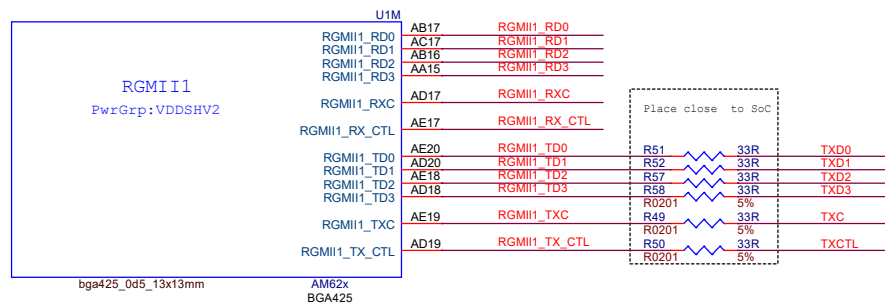 U1M
RGMII1
PwrGrp:VDDSHV2
RGMII1_RD0 AB17 RGMII1_RD0
RGMII1_RD1 AC17 RGMII1_RD1
RGMII1_RD2 AB16 RGMII1_RD2
RGMII1_RD3 AA15 RGMII1_RD3
RGMII1_RXC AD17 RGMII1_RXC
RGMII1_RX_CTL AE17 RGMII1_RX_CTL
Place close to SoC
RGMII1_TD0 AE20 RGMII1_TD0 R51 33R TXD0
RGMII1_TD1 AD20 RGMII1_TD1 R52 33R TXD1
RGMII1_TD2 AE18 RGMII1_TD2 R57 33R TXD2
RGMII1_TD3 AD18 RGMII1_TD3 R58 33R TXD3
R0201 5%
RGMII1_TXC AE19 RGMII1_TXC R49 33R TXC
R0201 5%
RGMII1_TX_CTL AD19 RGMII1_TX_CTL R50 33R TXCTL
R0201 5%
bga425_0d5_13x13mm AM62x
BGA425